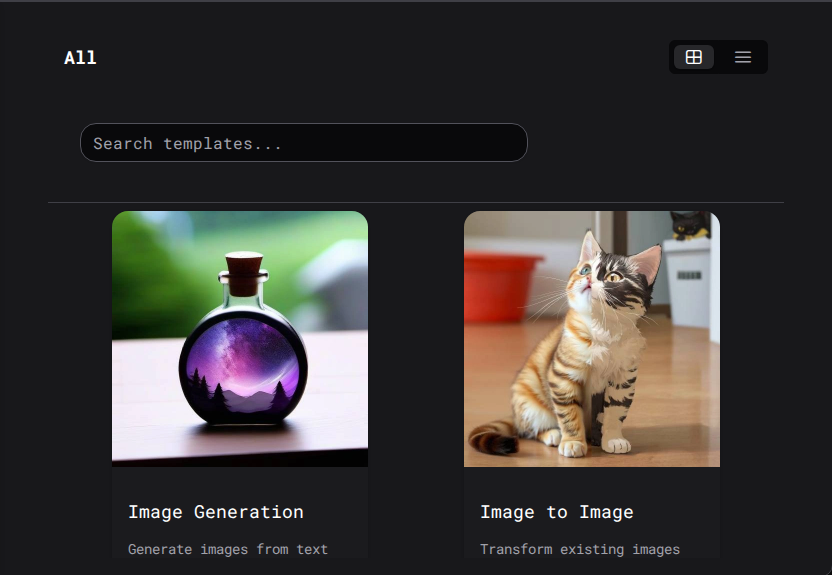 All
Search templates...
Image Generation
Generate images from text
Image to Image
Transform existing images